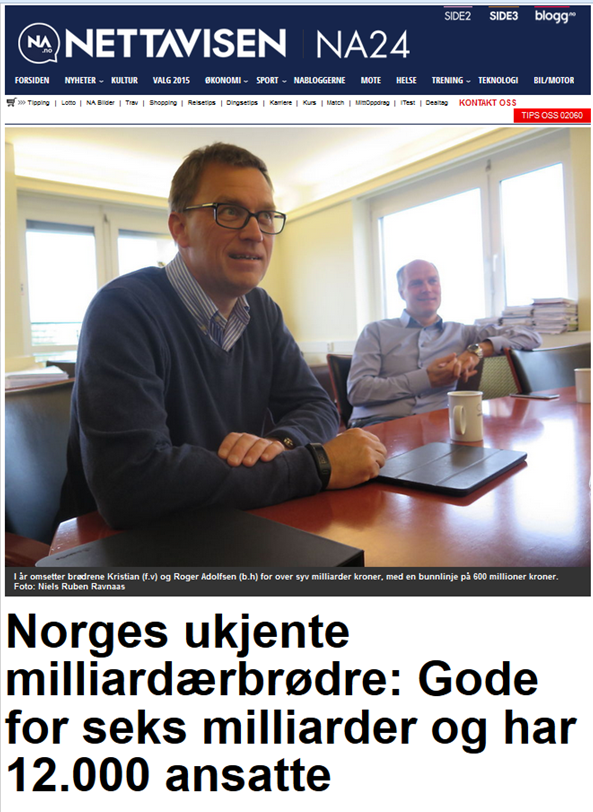 SIDE2 SIDE3 blogg.no
NA.no NETTAVISEN NA24
FORSIDEN NYHETER KULTUR VALG 2015 ØKONOMI SPORT NABLOGGERNE MOTE HELSE TRENING TEKNOLOGI BIL/MOTOR
>>> Tipping | Lotto | NA Bilder | Trav | Shopping | Reisetips | Dingsetips | Karriere | Kurs | Match | MittOppdrag | iTest | Dealtag KONTAKT OSS
TIPS OSS 02060
I år omsetter brødrene Kristian (f.v) og Roger Adolfsen (b.h) for over syv milliarder kroner, med en bunnlinje på 600 millioner kroner.
Foto: Niels Ruben Ravnaas
Norges ukjente
milliardærbrødre: Gode
for seks milliarder og har
12.000 ansatte